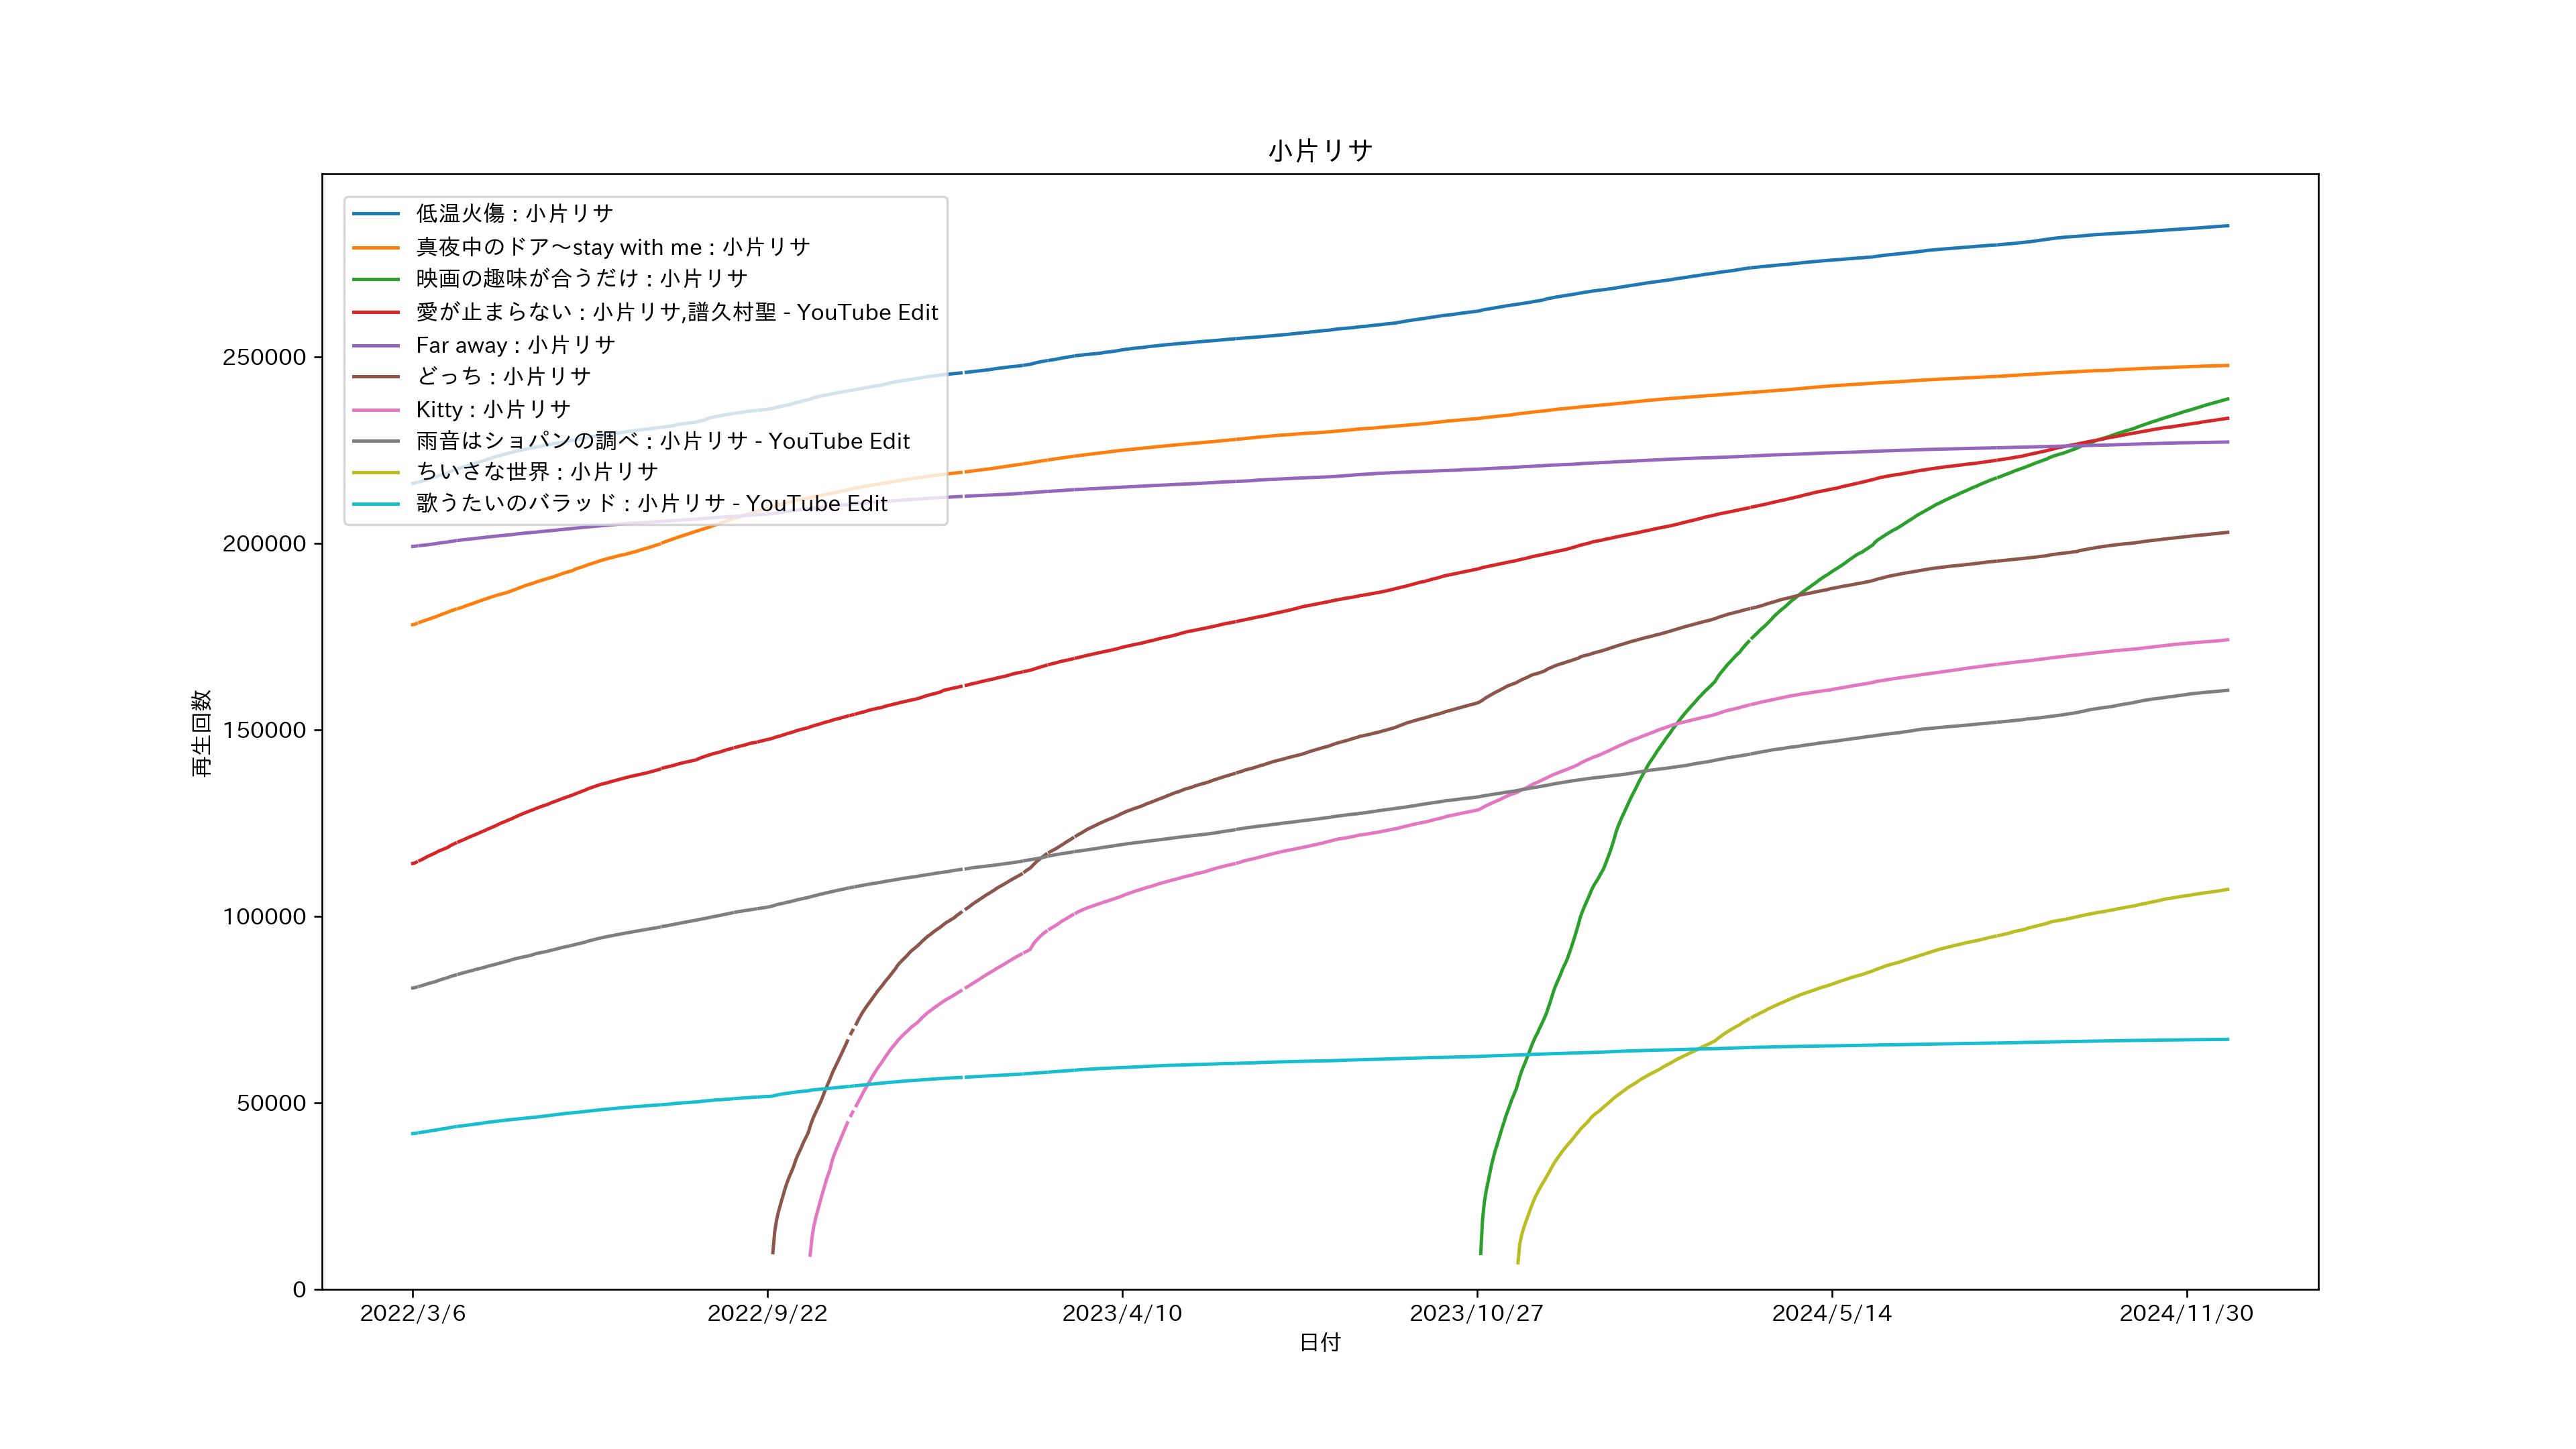 小片リサ
低温火傷 : 小片リサ
真夜中のドア～stay with me : 小片リサ
映画の趣味が合うだけ : 小片リサ
愛が止まらない : 小片リサ,譜久村聖 - YouTube Edit
Far away : 小片リサ
どっち : 小片リサ
Kitty : 小片リサ
雨音はショパンの調べ : 小片リサ - YouTube Edit
ちいさな世界 : 小片リサ
歌うたいのバラッド : 小片リサ - YouTube Edit
再生回数
250000
200000
150000
100000
50000
0
2022/3/6
2022/9/22
2023/4/10
2023/10/27
2024/5/14
2024/11/30
日付